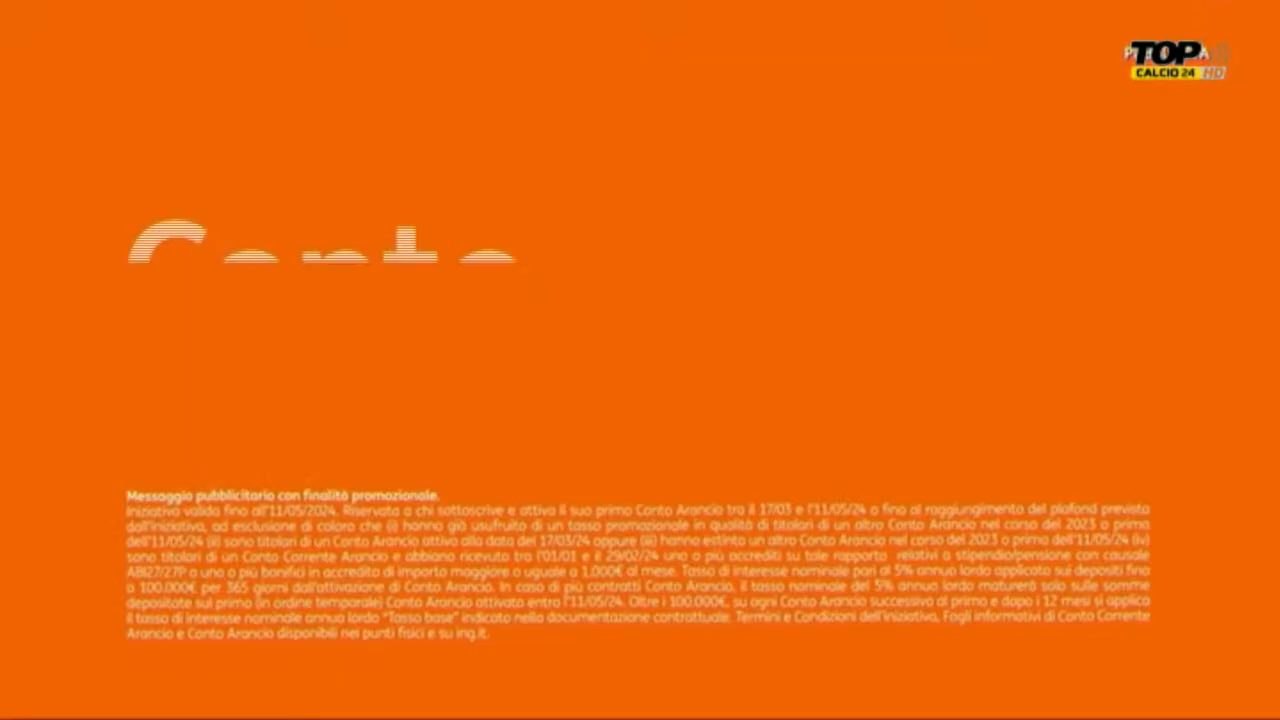 TOP
CALCIO 24 HD
Conto
Messaggio pubblicitario con finalità promozionale.
Iniziativa valida fino all'11/05/2024. Riservata a chi sottoscrive e attiva il suo primo Conto Arancio tra il 17/03 e l'11/05/24 o fino al raggiungimento del plafond previsto
dall'iniziativa, ad esclusione di coloro che (i) hanno già usufruito di un tasso promozionale in qualità di titolari di un altro Conto Arancio nel corso del 2023 o prima
dell'11/05/24 (ii) sono titolari di un Conto Arancio attivo alla data del 17/03/24 oppure (iii) hanno estinto un altro Conto Arancio nel corso del 2023 o prima dell'11/05/24 (iv)
sono titolari di un Conto Corrente Arancio e abbiano ricevuto tra l'01/01 e il 29/02/24 uno o più accrediti su tale rapporto relativi a stipendio/pensione con causale
ABI27/27P o uno o più bonifici in accredito di importo maggiore o uguale a 1.000€ al mese. Tasso di interesse nominale pari al 5% annuo lordo applicato sui depositi fino
a 100.000€ per 365 giorni dall'attivazione di Conto Arancio. In caso di più contratti Conto Arancio, il tasso nominale del 5% annuo lordo maturerà solo sulle somme
depositate sul primo (in ordine temporale) Conto Arancio attivato entro l'11/05/24. Oltre i 100.000€, su ogni Conto Arancio successivo al primo e dopo i 12 mesi si applica
il tasso di interesse nominale annuo lordo "Tasso base" indicato nella documentazione contrattuale. Termini e Condizioni dell'iniziativa, Fogli informativi di Conto Corrente
Arancio e Conto Arancio disponibili nei punti fisici e su ing.it.